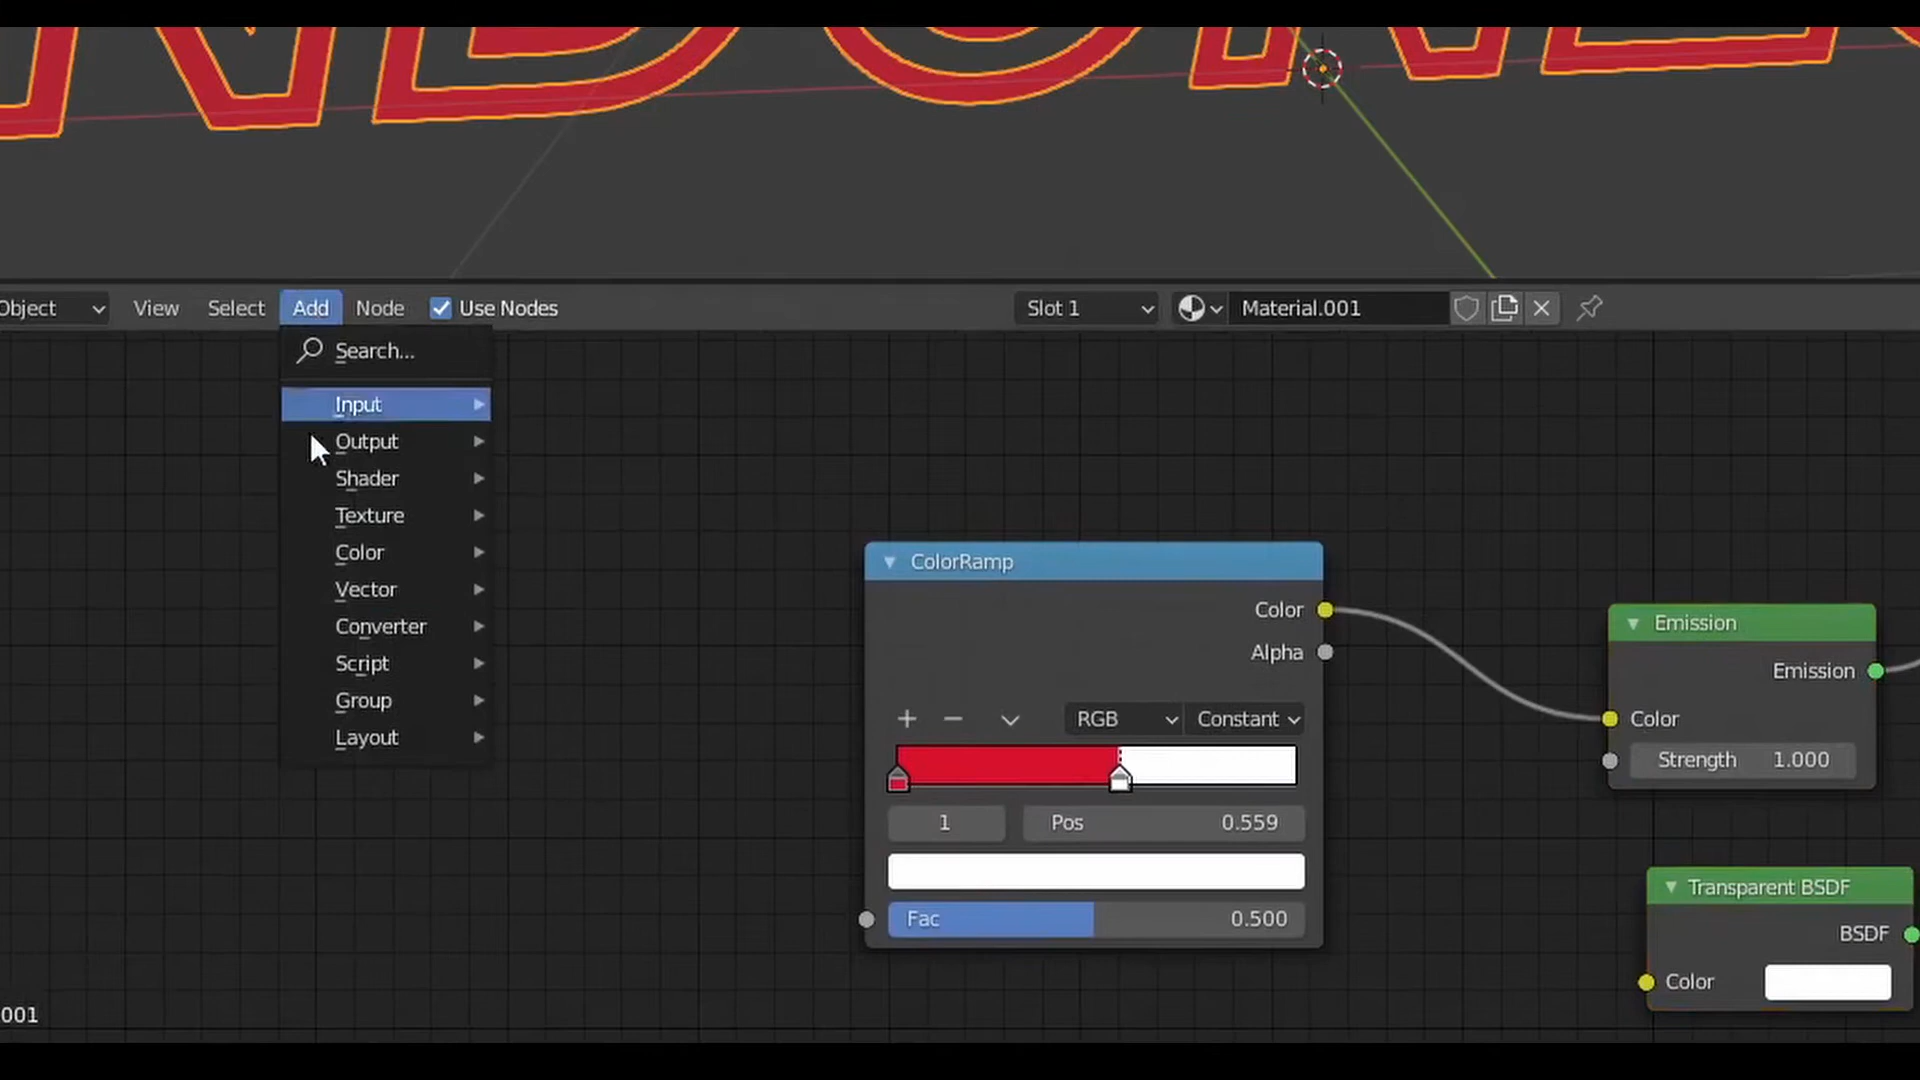 Object View Select Add Node Use Nodes Slot 1 Material.001
Search...
Input
Output
Shader
Texture
Color
Vector
Converter
Script
Group
Layout
ColorRamp
Color
Alpha
RGB Constant
1 Pos 0.559
Fac 0.500
Emission
Emission
Color
Strength 1.000
Transparent BSDF
BSDF
Color
001